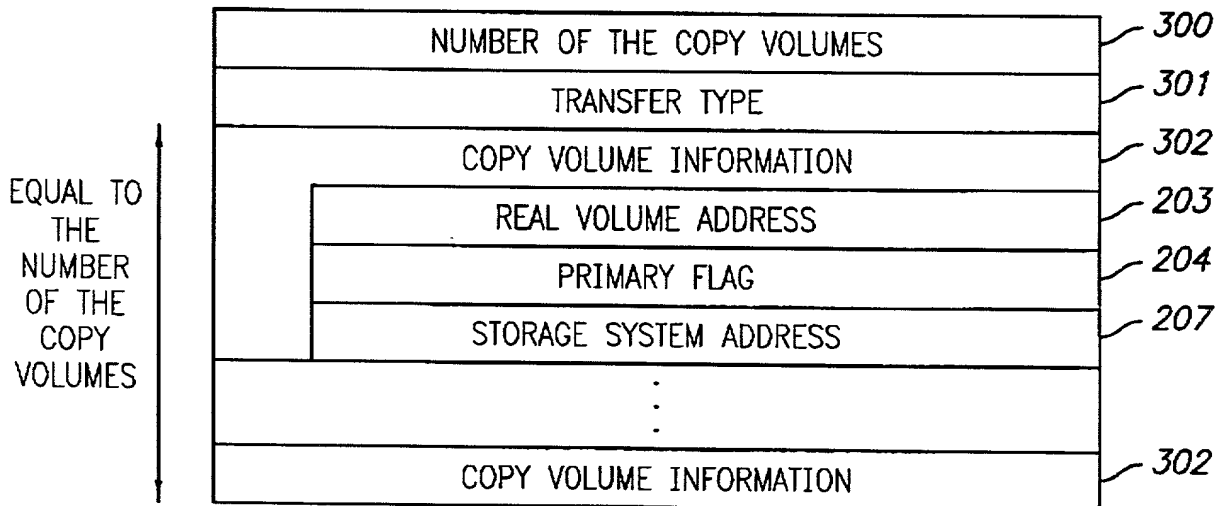 NUMBER OF THE COPY VOLUMES 300
TRANSFER TYPE 301
COPY VOLUME INFORMATION 302
REAL VOLUME ADDRESS 203
PRIMARY FLAG 204
STORAGE SYSTEM ADDRESS 207
COPY VOLUME INFORMATION 302
EQUAL TO
THE
NUMBER
OF THE
COPY
VOLUMES